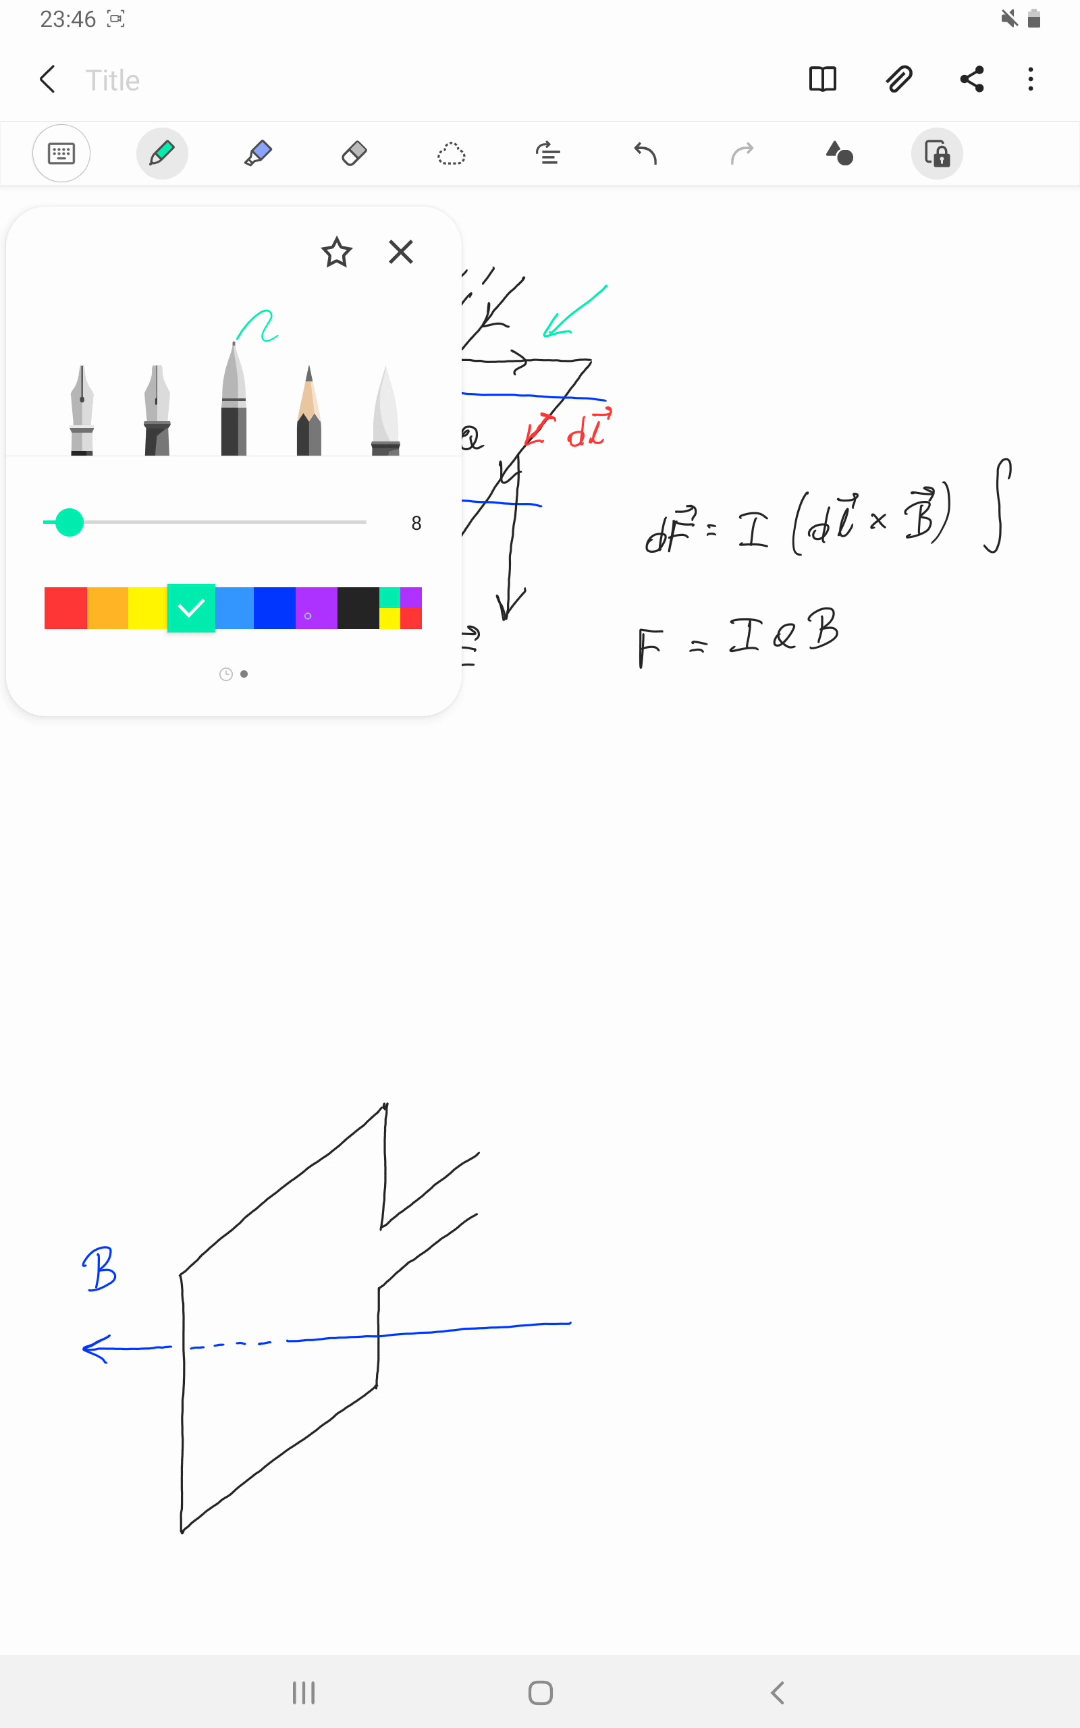 23:46
Title
8
a
dl
dF = I (dl × B) ∫
F = I a B
B